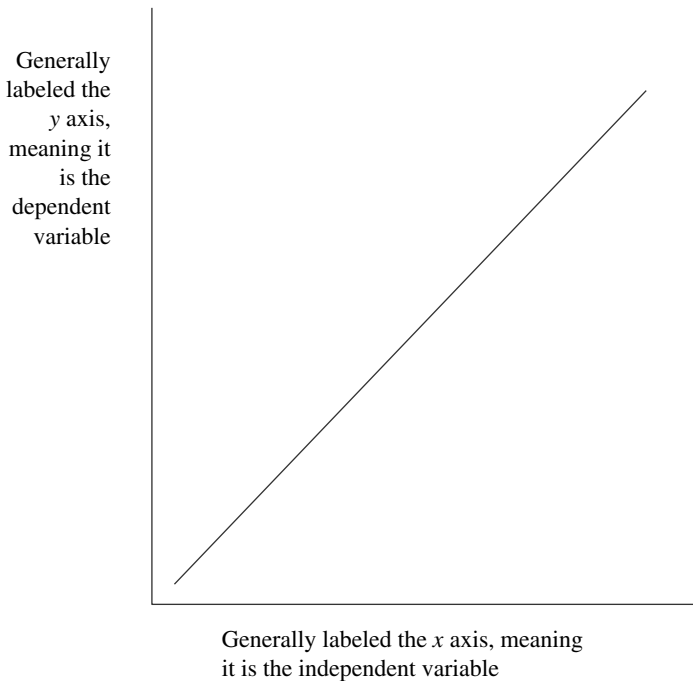 Generally
labeled the
y axis,
meaning it
is the
dependent
variable
Generally labeled the x axis, meaning
it is the independent variable